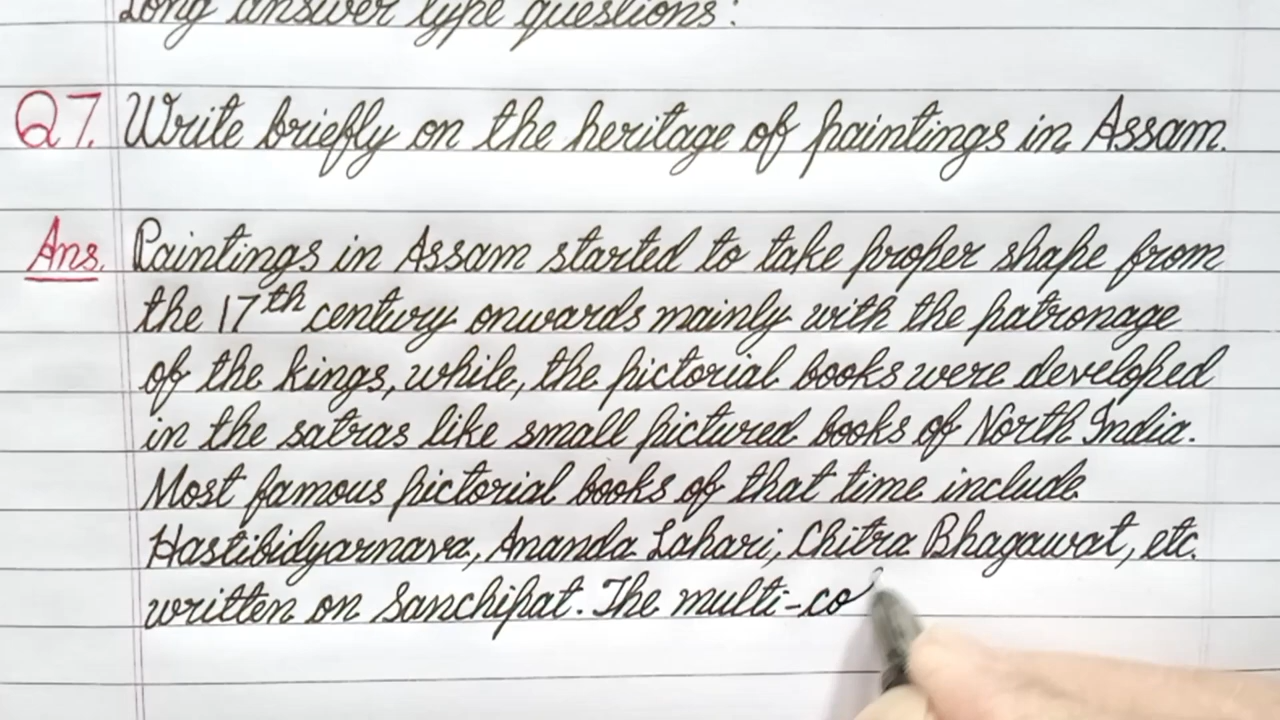 Long answer type questions:
Q7. Write briefly on the heritage of paintings in Assam.
Ans. Paintings in Assam started to take proper shape from
the 17th century onwards mainly with the patronage
of the kings, while, the pictorial books were developed
in the satras like small pictured books of North India.
Most famous pictorial books of that time include
Hastibidyarnava, Ananda Lahari, Chitra Bhagawat, etc.
written on Sanchipat. The multi-co